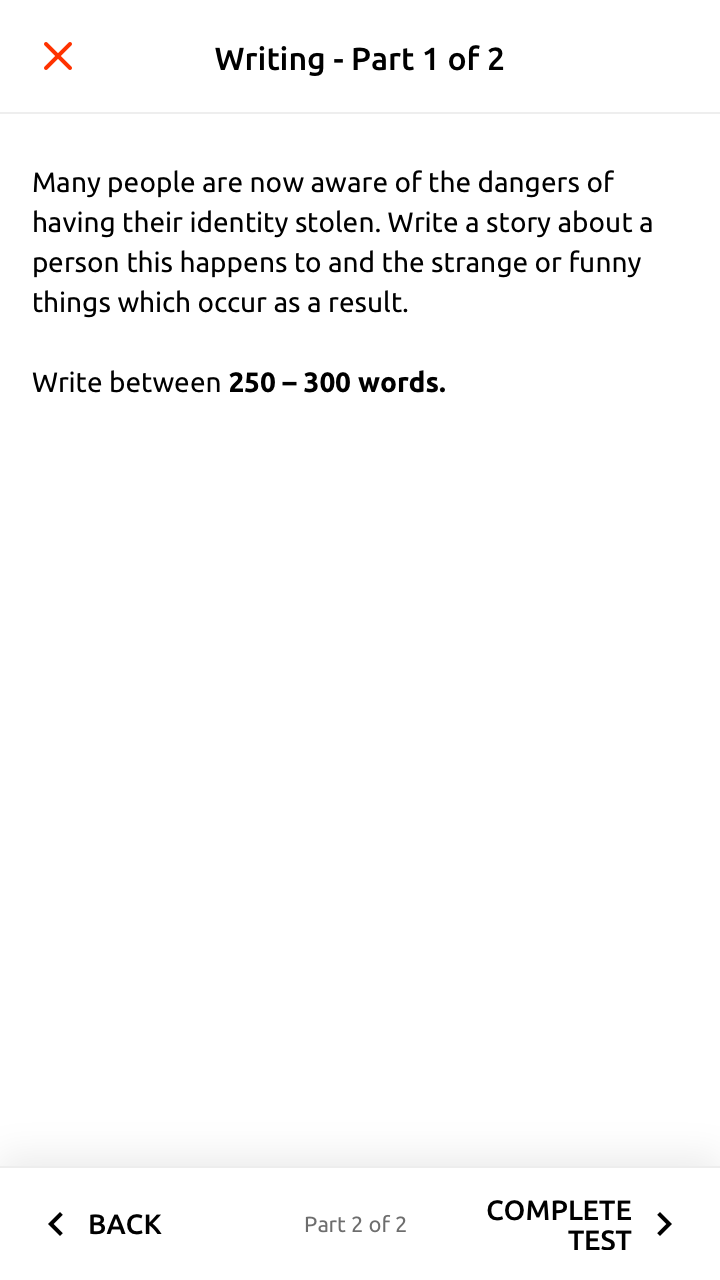 Writing - Part 1 of 2
Many people are now aware of the dangers of
having their identity stolen. Write a story about a
person this happens to and the strange or funny
things which occur as a result.
Write between 250 – 300 words.
BACK
Part 2 of 2
COMPLETE
TEST